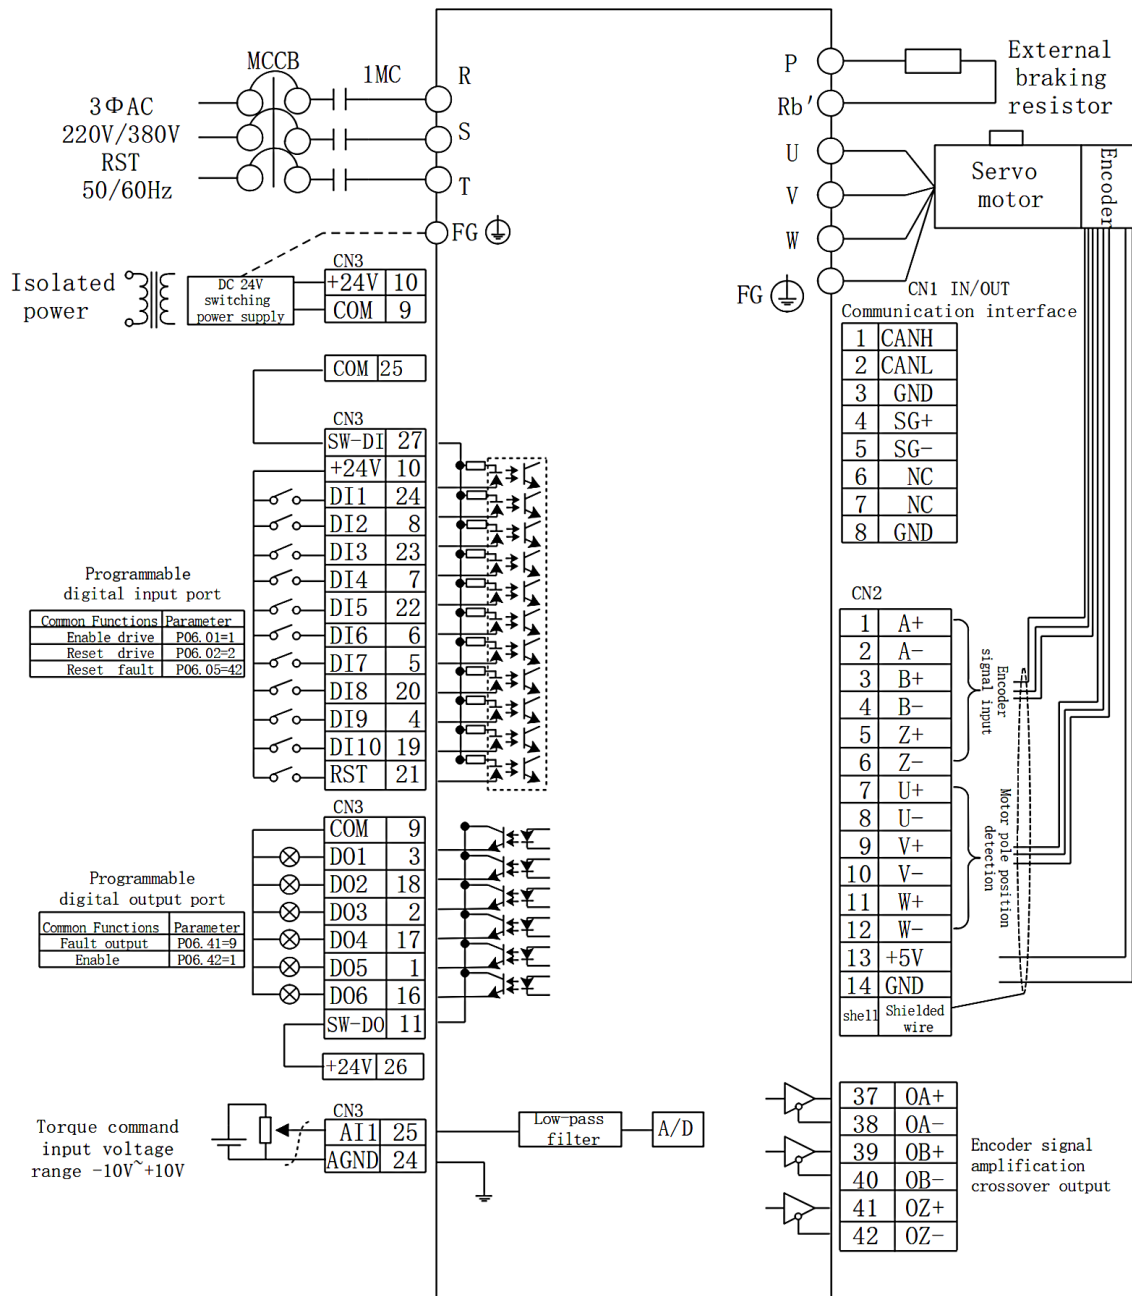 MCCB
1MC
R
3ΦAC
220V/380V
RST
50/60Hz
S
T
FG
P
Rb'
External
braking
resistor
U
V
W
FG
Servo
motor
Encoder
Isolated
power
DC 24V
switching
power supply
CN3
+24V 10
COM 9
COM 25
CN3
SW-DI 27
+24V 10
DI1 24
DI2 8
DI3 23
DI4 7
DI5 22
DI6 6
DI7 5
DI8 20
DI9 4
DI10 19
RST 21
Programmable
digital input port
Common Functions Parameter
Enable drive P06.01=1
Reset drive P06.02=2
Reset fault P06.05=42
CN3
COM 9
DO1 3
DO2 18
DO3 2
DO4 17
DO5 1
DO6 16
SW-DO 11
+24V 26
Programmable
digital output port
Common Functions Parameter
Fault output P06.41=9
Enable P06.42=1
Torque command
input voltage
range -10V~+10V
CN3
AI1 25
AGND 24
Low-pass
filter
A/D
CN1 IN/OUT
Communication interface
1 CANH
2 CANL
3 GND
4 SG+
5 SG-
6 NC
7 NC
8 GND
CN2
1 A+
2 A-
3 B+
4 B-
5 Z+
6 Z-
7 U+
8 U-
9 V+
10 V-
11 W+
12 W-
13 +5V
14 GND
shell Shielded
wire
Encoder
signal input
Motor pole position
detection
37 OA+
38 OA-
39 OB+
40 OB-
41 OZ+
42 OZ-
Encoder signal
amplification
crossover output